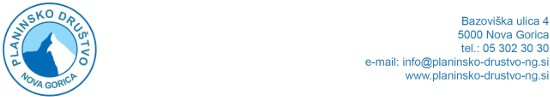 PLANINSKO DRUŠTVO
NOVA GORICA
Bazoviška ulica 4
5000 Nova Gorica
tel.: 05 302 30 30
e-mail: info@planinsko-drustvo-ng.si
www.planinsko-drustvo-ng.si